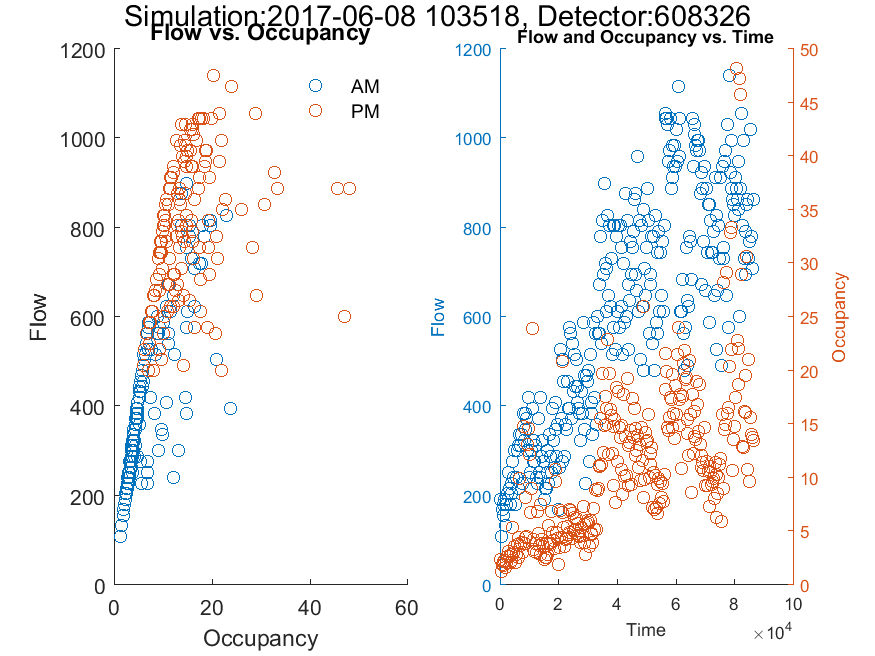 Simulation:2017-06-08 103518, Detector:608326
Flow vs. Occupancy
Flow and Occupancy vs. Time
AM
PM
1200
1000
800
600
400
200
0
Flow
0 20 40 60
Occupancy
1200
1000
800
600
400
200
0
Flow
50
45
40
35
30
25
20
15
10
5
0
Occupancy
0 2 4 6 8 10
×10⁴
Time